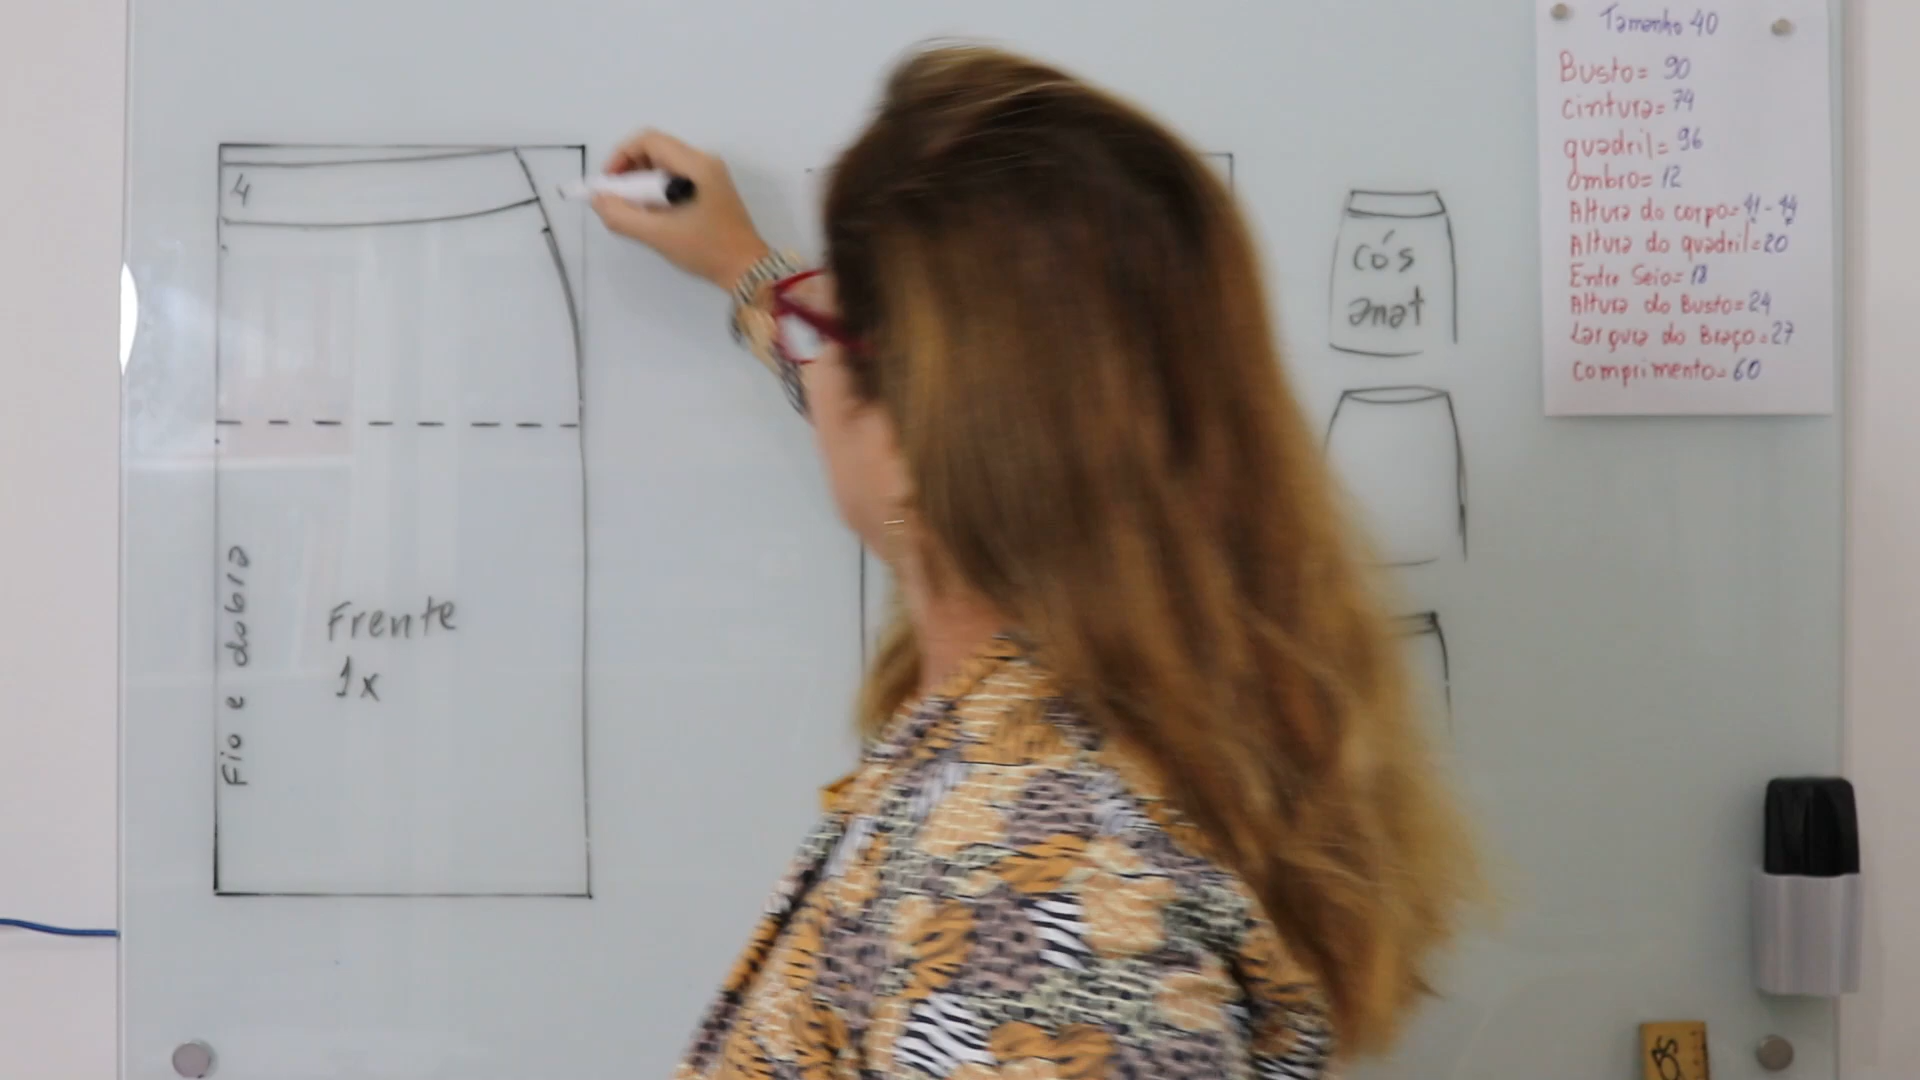 4
Fio e dobra
Frente
1x
cós
anat
Tamanho 40
Busto= 90
cintura= 74
quadril= 96
Ombro= 12
Altura do corpo= 41-44
Altura do quadril=20
Entre Seio= 18
Altura do Busto=24
Largura do Braço=27
comprimento= 60